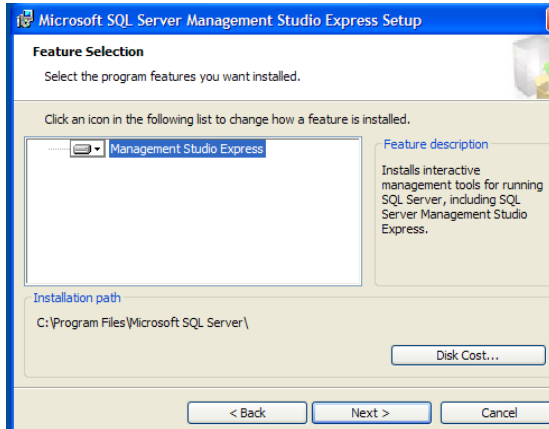 Microsoft SQL Server Management Studio Express Setup
Feature Selection
Select the program features you want installed.
Click an icon in the following list to change how a feature is installed.
Management Studio Express
Feature description
Installs interactive
management tools for running
SQL Server, including SQL
Server Management Studio
Express.
Installation path
C:\Program Files\Microsoft SQL Server\
Disk Cost...
< Back
Next >
Cancel